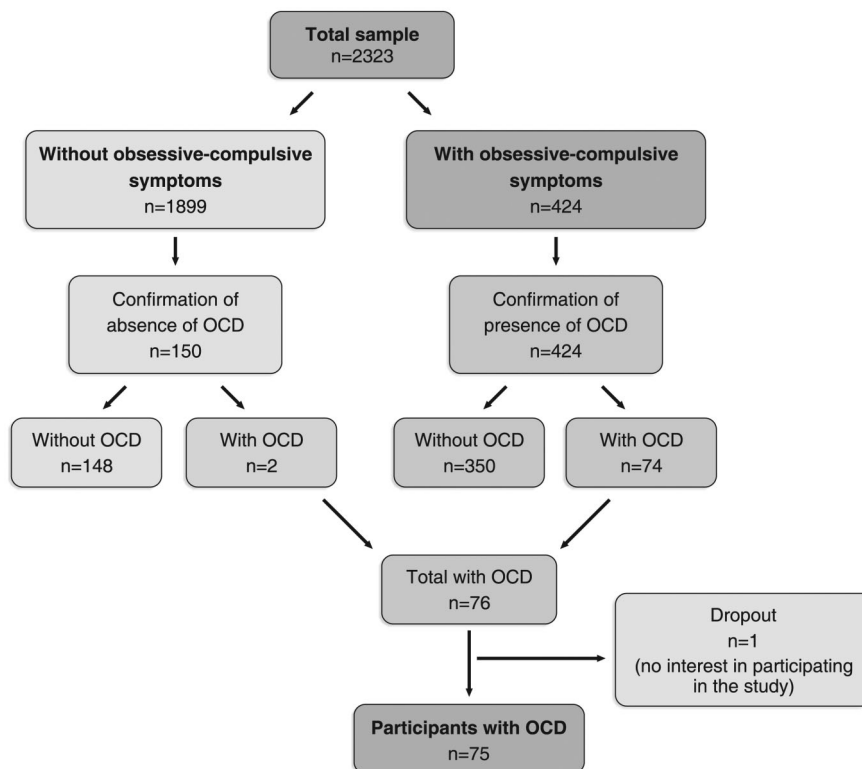 Total sample
n=2323
Without obsessive-compulsive
symptoms
n=1899
With obsessive-compulsive
symptoms
n=424
Confirmation of
absence of OCD
n=150
Confirmation of
presence of OCD
n=424
Without OCD
n=148
With OCD
n=2
Without OCD
n=350
With OCD
n=74
Total with OCD
n=76
Dropout
n=1
(no interest in participating
in the study)
Participants with OCD
n=75